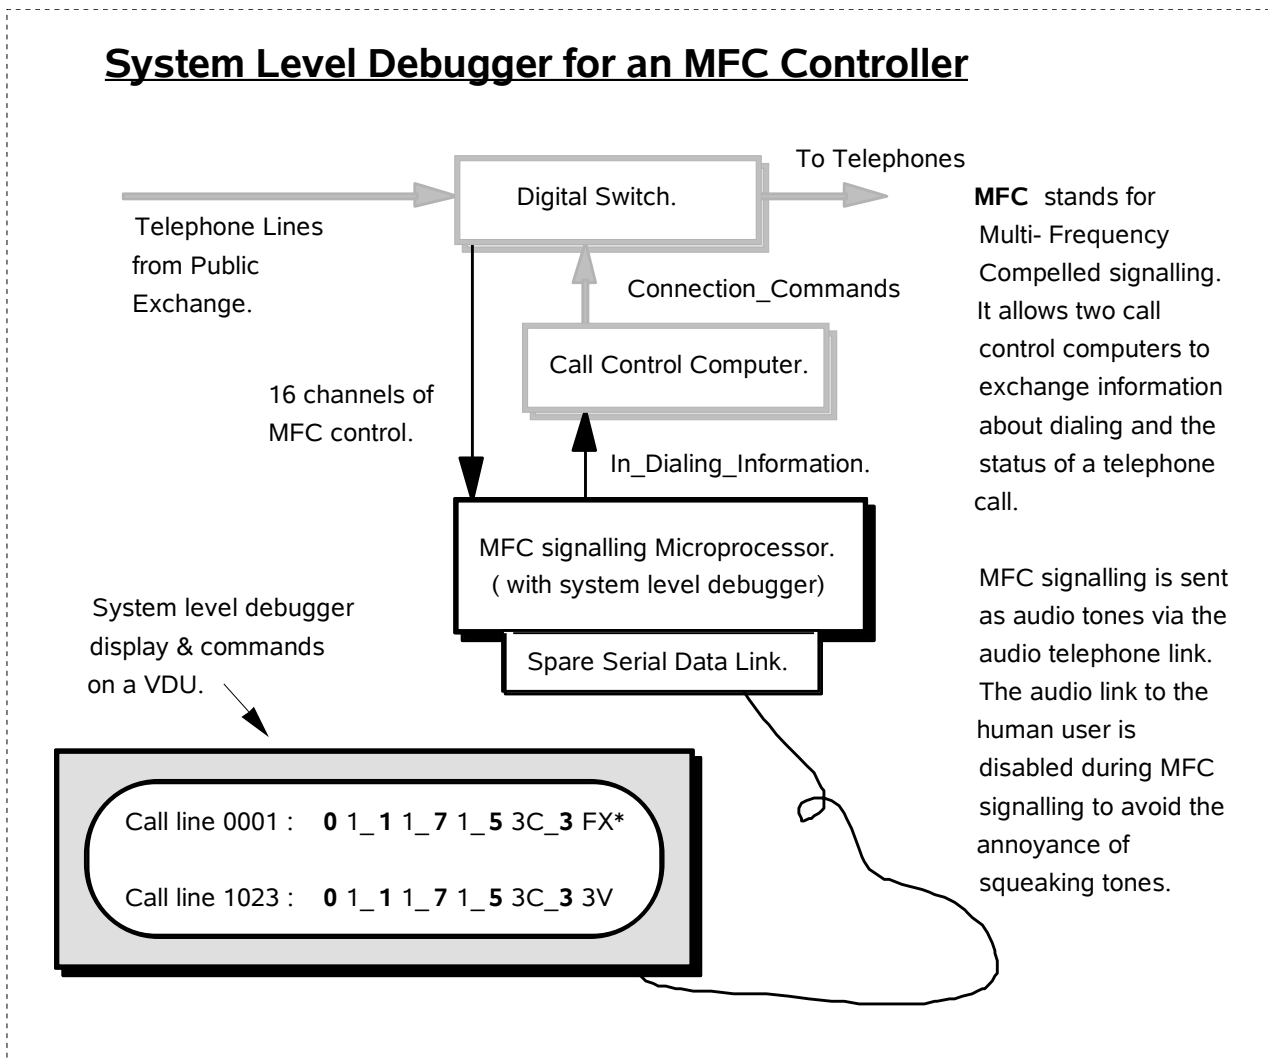 System Level Debugger for an MFC Controller
To Telephones
Digital Switch.
Telephone Lines
from Public
Exchange.
Connection_Commands
Call Control Computer.
16 channels of
MFC control.
In_Dialing_Information.
MFC signalling Microprocessor.
( with system level debugger)
Spare Serial Data Link.
System level debugger
display & commands
on a VDU.
Call line 0001 : 0 1_ 1 1_ 7 1_ 5 3C_3 FX*
Call line 1023 : 0 1_ 1 1_ 7 1_ 5 3C_3 3V
MFC stands for
Multi- Frequency
Compelled signalling.
It allows two call
control computers to
exchange information
about dialing and the
status of a telephone
call.
MFC signalling is sent
as audio tones via the
audio telephone link.
The audio link to the
human user is
disabled during MFC
signalling to avoid the
annoyance of
squeaking tones.